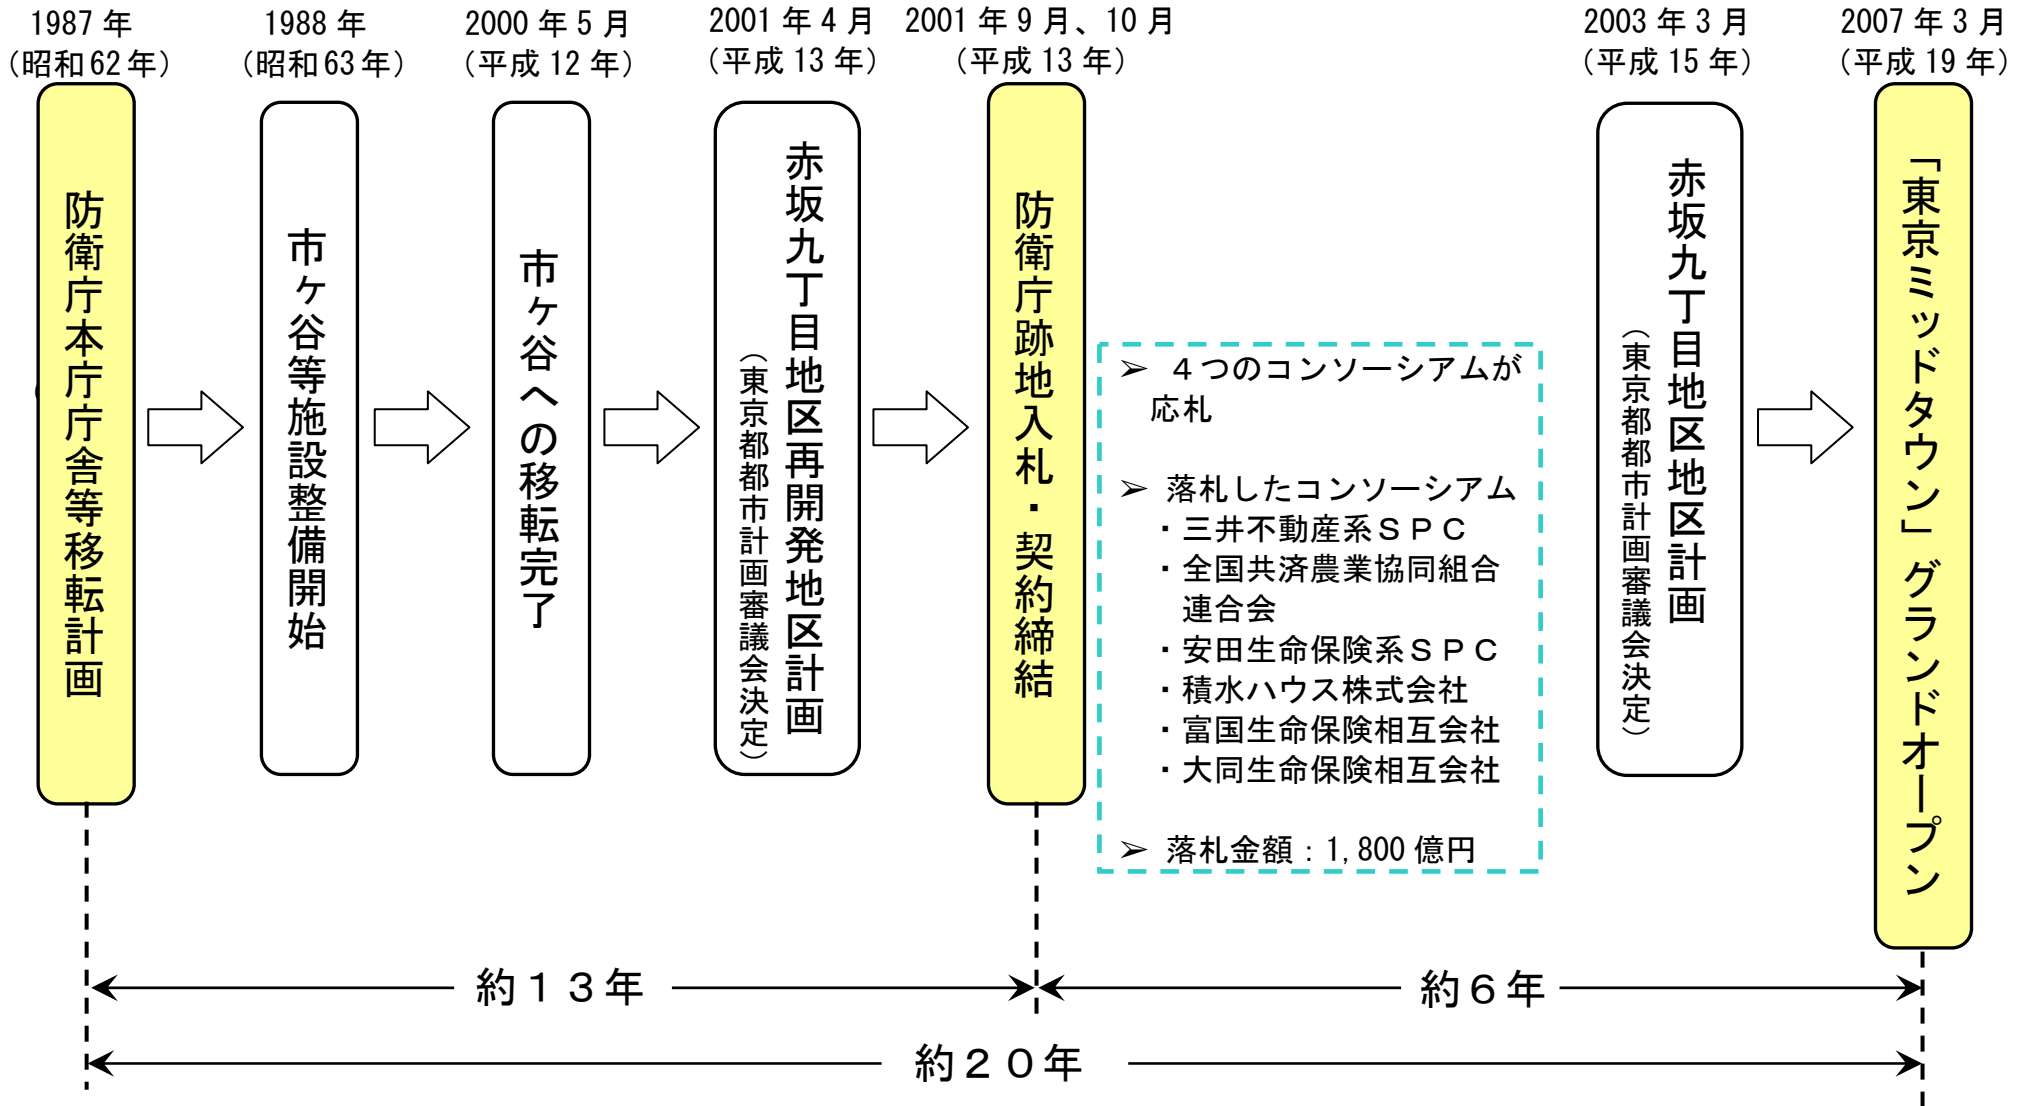 1987 年
（昭和 62 年）
防衛庁本庁庁舎等移転計画
1988 年
（昭和 63 年）
市ヶ谷等施設整備開始
2000 年 5 月
（平成 12 年）
市ヶ谷への移転完了
2001 年 4 月
（平成 13 年）
赤坂九丁目地区再開発地区計画
（東京都都市計画審議会決定）
2001 年 9 月、10 月
（平成 13 年）
防衛庁跡地入札・契約締結
➢ ４つのコンソーシアムが
応札
➢ 落札したコンソーシアム
・三井不動産系ＳＰＣ
・全国共済農業協同組合
連合会
・安田生命保険系ＳＰＣ
・積水ハウス株式会社
・富国生命保険相互会社
・大同生命保険相互会社
➢ 落札金額：1,800 億円
2003 年 3 月
（平成 15 年）
赤坂九丁目地区地区計画
（東京都都市計画審議会決定）
2007 年 3 月
（平成 19 年）
「東京ミッドタウン」グランドオープン
約１３年
約６年
約２０年